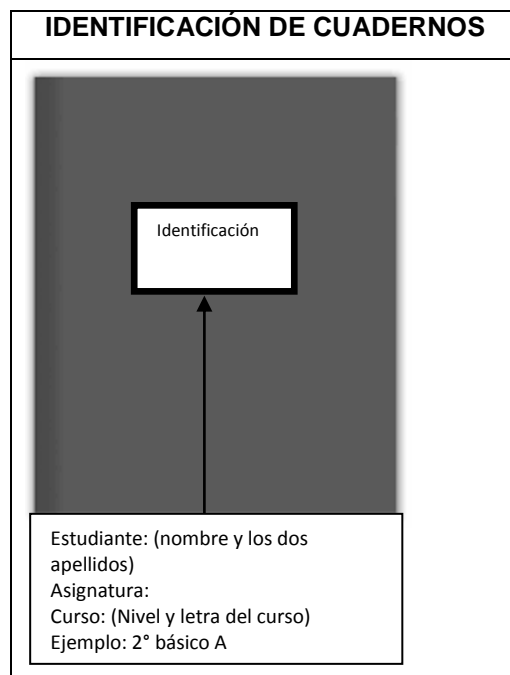 IDENTIFICACIÓN DE CUADERNOS
Identificación
Estudiante: (nombre y los dos
apellidos)
Asignatura:
Curso: (Nivel y letra del curso)
Ejemplo: 2° básico A